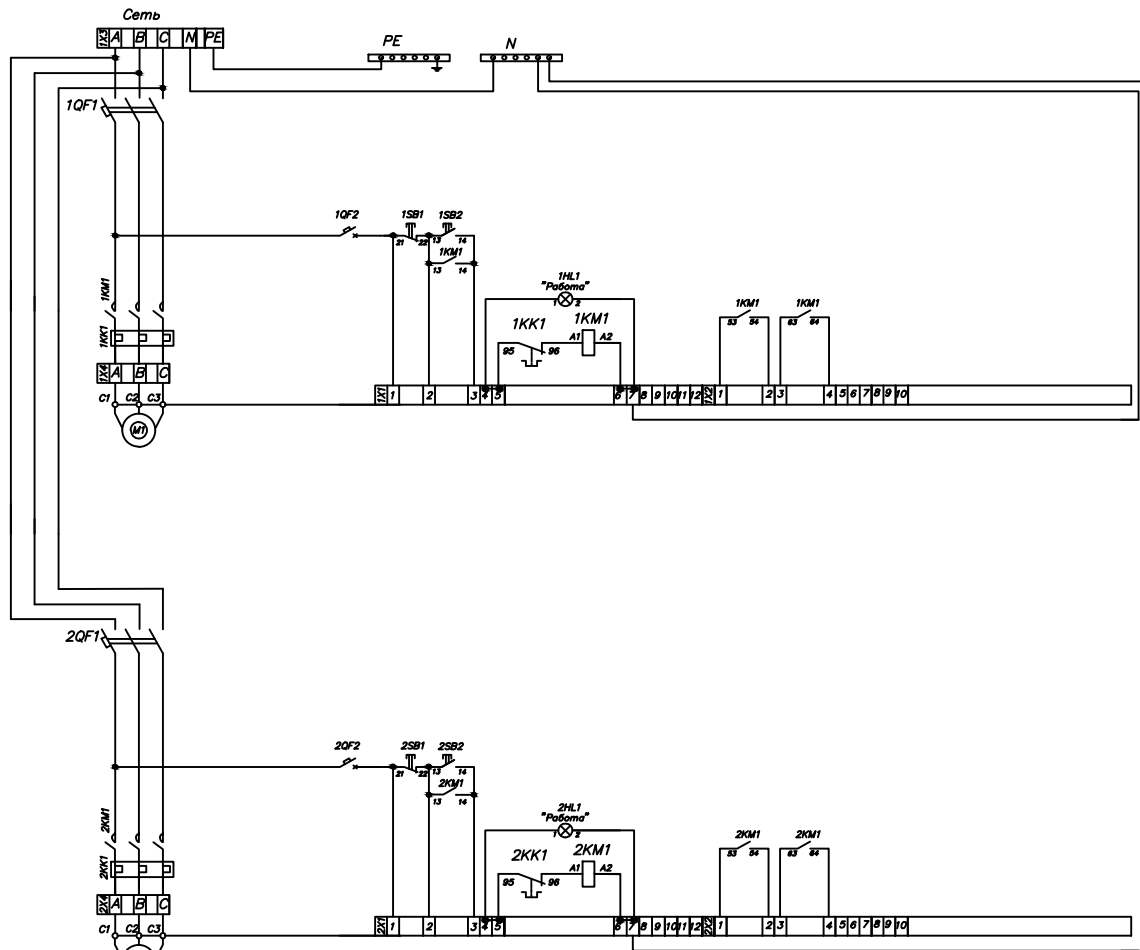 Сеть
1X3 A B C N PE
PE
N
1QF1
1QF2 1SB1 1SB2
21 22 13 14
1KM1
13 14
1KM1
1HL1
"Работа"
1 2
1KK1
1KK1 1KM1
95 96 A1 A2
1KM1 1KM1
53 54 63 64
1X4 A B C
1X1 1 2 3 4 5 6 7 8 9 10 11 12 1X2 1 2 3 4 5 6 7 8 9 10
C1 C2 C3
M1
2QF1
2QF2 2SB1 2SB2
21 22 13 14
2KM1
13 14
2KM1
2HL1
"Работа"
1 2
2KK1
2KK1 2KM1
95 96 A1 A2
2KM1 2KM1
53 54 63 64
2X4 A B C
2X1 1 2 3 4 5 6 7 8 9 10 11 12 2X2 1 2 3 4 5 6 7 8 9 10
C1 C2 C3